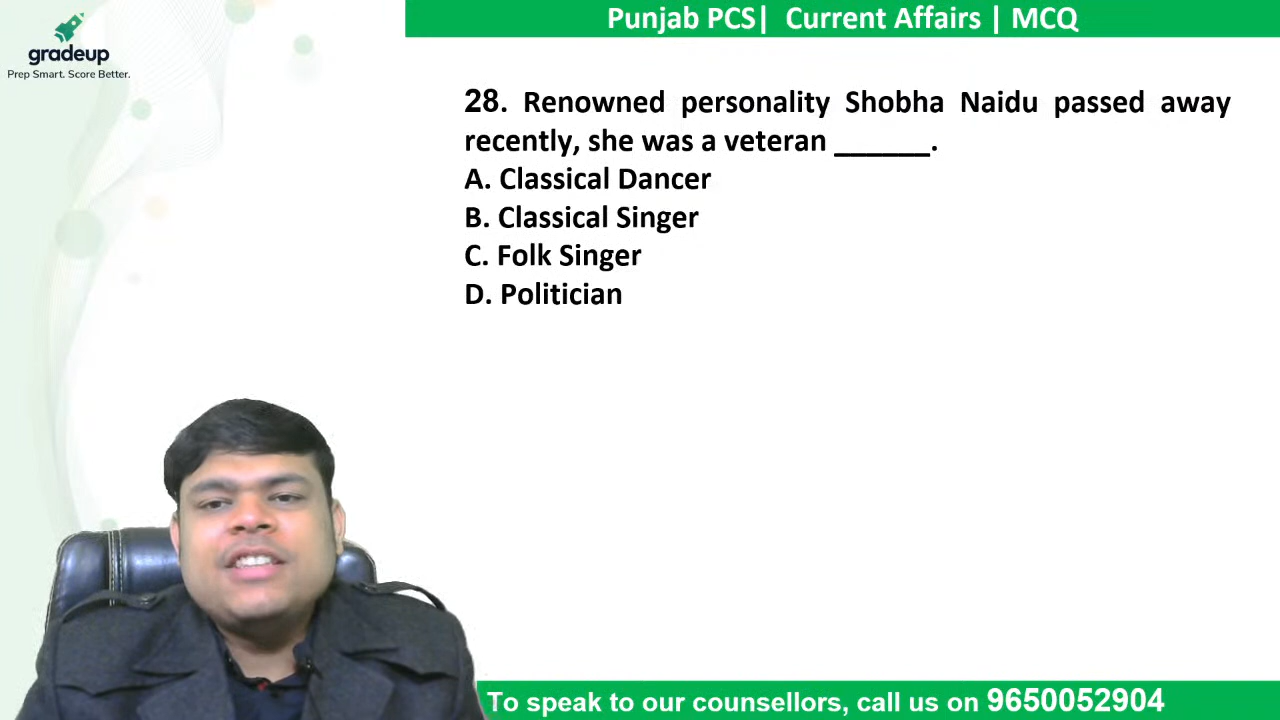 gradeup
Prep Smart. Score Better.
Punjab PCS| Current Affairs | MCQ
28. Renowned personality Shobha Naidu passed away
recently, she was a veteran ______.
A. Classical Dancer
B. Classical Singer
C. Folk Singer
D. Politician
To speak to our counsellors, call us on 9650052904